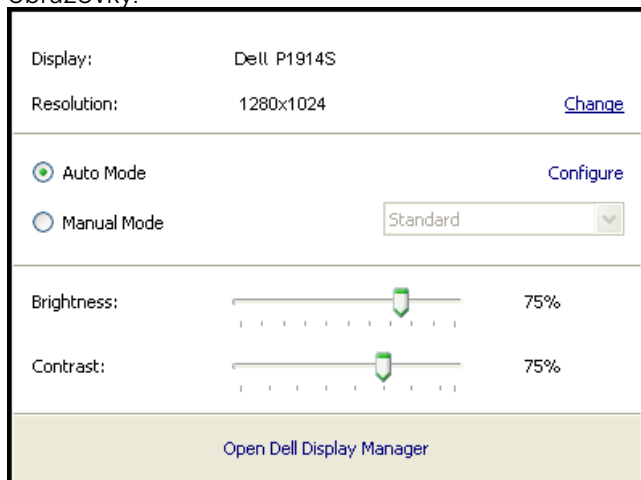 obrazovky.
Display: Dell P1914S
Resolution: 1280x1024 Change
Auto Mode Configure
Manual Mode Standard
Brightness: 75%
Contrast: 75%
Open Dell Display Manager